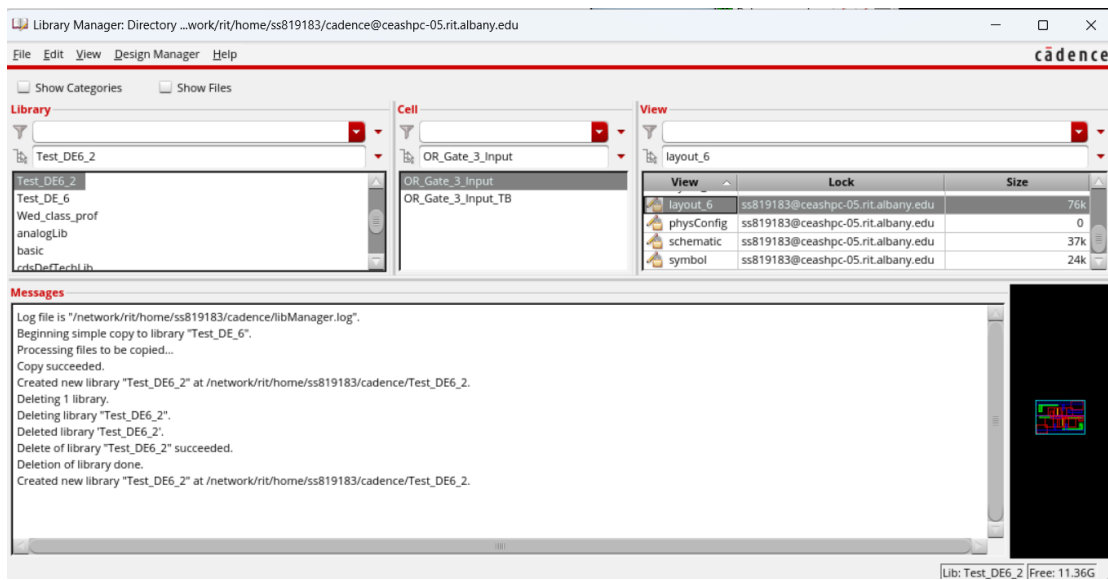 Library Manager: Directory ...work/rit/home/ss819183/cadence@ceashpc-05.rit.albany.edu
File Edit View Design Manager Help
cādence
Show Categories Show Files
Library
Test_DE6_2
Test_DE6_2
Test_DE_6
Wed_class_prof
analogLib
basic
cdsDefTechLib
Cell
OR_Gate_3_Input
OR_Gate_3_Input
OR_Gate_3_Input_TB
View
layout_6
View Lock Size
layout_6 ss819183@ceashpc-05.rit.albany.edu 76k
physConfig ss819183@ceashpc-05.rit.albany.edu 0
schematic ss819183@ceashpc-05.rit.albany.edu 37k
symbol ss819183@ceashpc-05.rit.albany.edu 24k
Messages
Log file is "/network/rit/home/ss819183/cadence/libManager.log".
Beginning simple copy to library "Test_DE_6".
Processing files to be copied...
Copy succeeded.
Created new library "Test_DE6_2" at /network/rit/home/ss819183/cadence/Test_DE6_2.
Deleting 1 library.
Deleting library "Test_DE6_2".
Deleted library 'Test_DE6_2'.
Delete of library "Test_DE6_2" succeeded.
Deletion of library done.
Created new library "Test_DE6_2" at /network/rit/home/ss819183/cadence/Test_DE6_2.
Lib: Test_DE6_2 Free: 11.36G